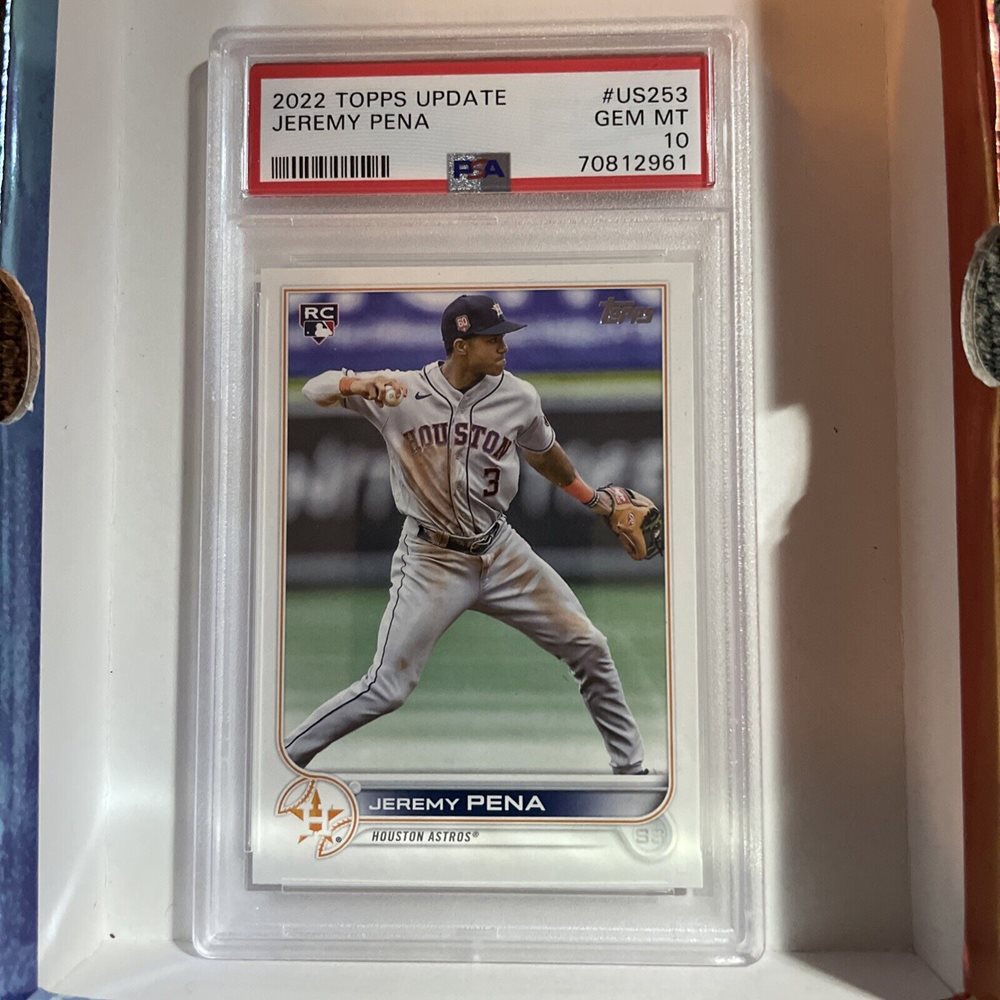 2022 TOPPS UPDATE #US253
JEREMY PENA GEM MT
10
PSA 70812961
RC
Topps
HOUSTON
3
JEREMY PENA
HOUSTON ASTROS®
SS